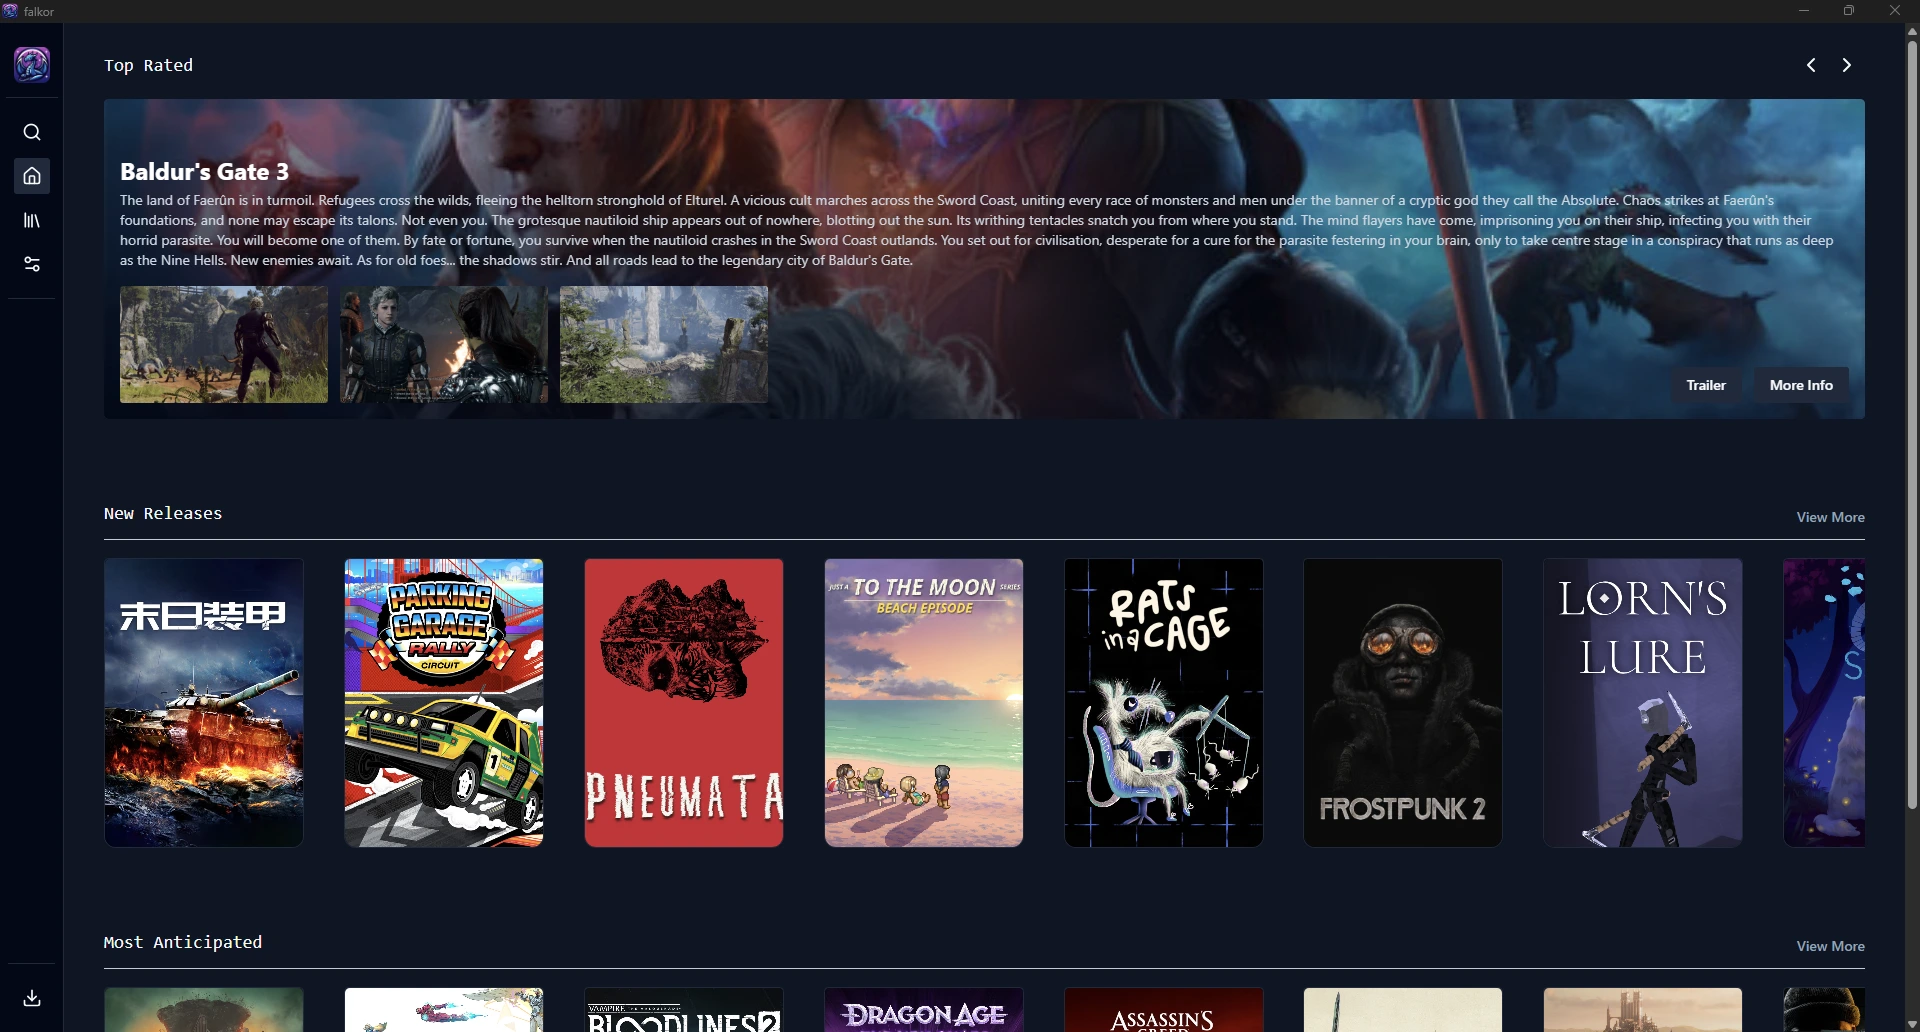 falkor
Top Rated
Baldur's Gate 3
The land of Faerûn is in turmoil. Refugees cross the wilds, fleeing the helltorn stronghold of Elturel. A vicious cult marches across the Sword Coast, uniting every race of monsters and men under the banner of a cryptic god they call the Absolute. Chaos strikes at Faerûn's
foundations, and none may escape its talons. Not even you. The grotesque nautiloid ship appears out of nowhere, blotting out the sun. Its writhing tentacles snatch you from where you stand. The mind flayers have come, imprisoning you on their ship, infecting you with their
horrid parasite. You will become one of them. By fate or fortune, you survive when the nautiloid crashes in the Sword Coast outlands. You set out for civilisation, desperate for a cure for the parasite festering in your brain, only to take centre stage in a conspiracy that runs as deep
as the Nine Hells. New enemies await. As for old foes... the shadows stir. And all roads lead to the legendary city of Baldur's Gate.
Trailer
More Info
New Releases
View More
末日装甲
PARKING
GARAGE
RALLY
CIRCUIT
1
PNEUMATA
JUST A TO THE MOON SERIES
BEACH EPISODE
RATS
in a CAGE
FROSTPUNK 2
LORN'S
LURE
S
Most Anticipated
View More
VAMPIRE
BLOODLINES 2
DRAGON AGE
ASSASSIN'S
CREED